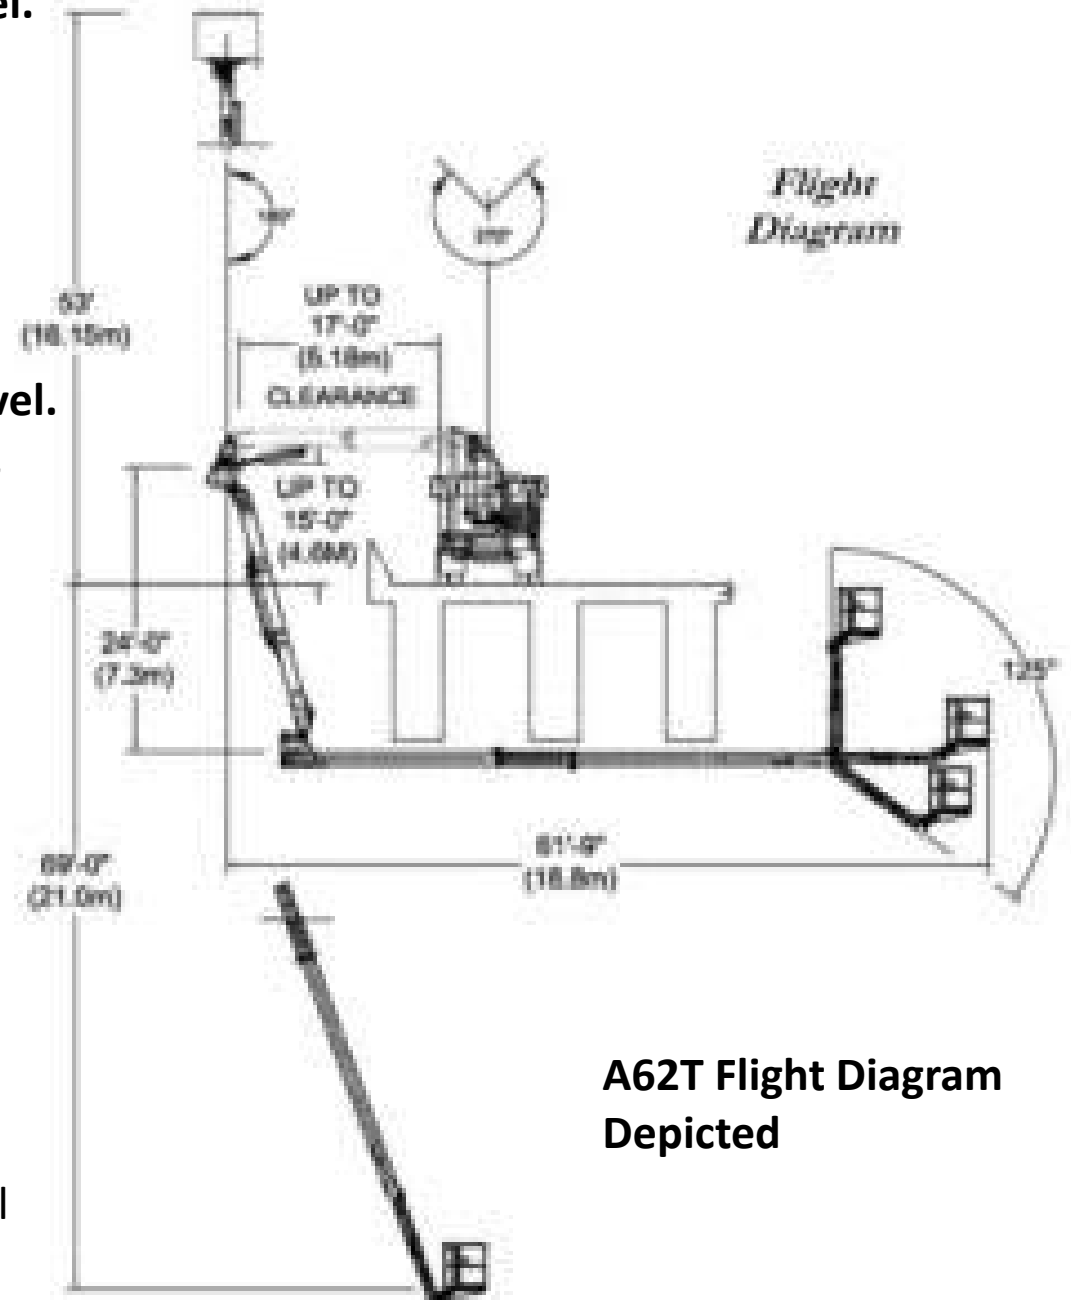 el.
Flight
Diagram
53'
(16.15m)
UP TO
17'-0"
(5.18m)
CLEARANCE
vel.
UP TO
15'-0"
(4.6M)
24'-0"
(7.3m)
125°
61'-9"
(18.8m)
69'-0"
(21.0m)
A62T Flight Diagram
Depicted